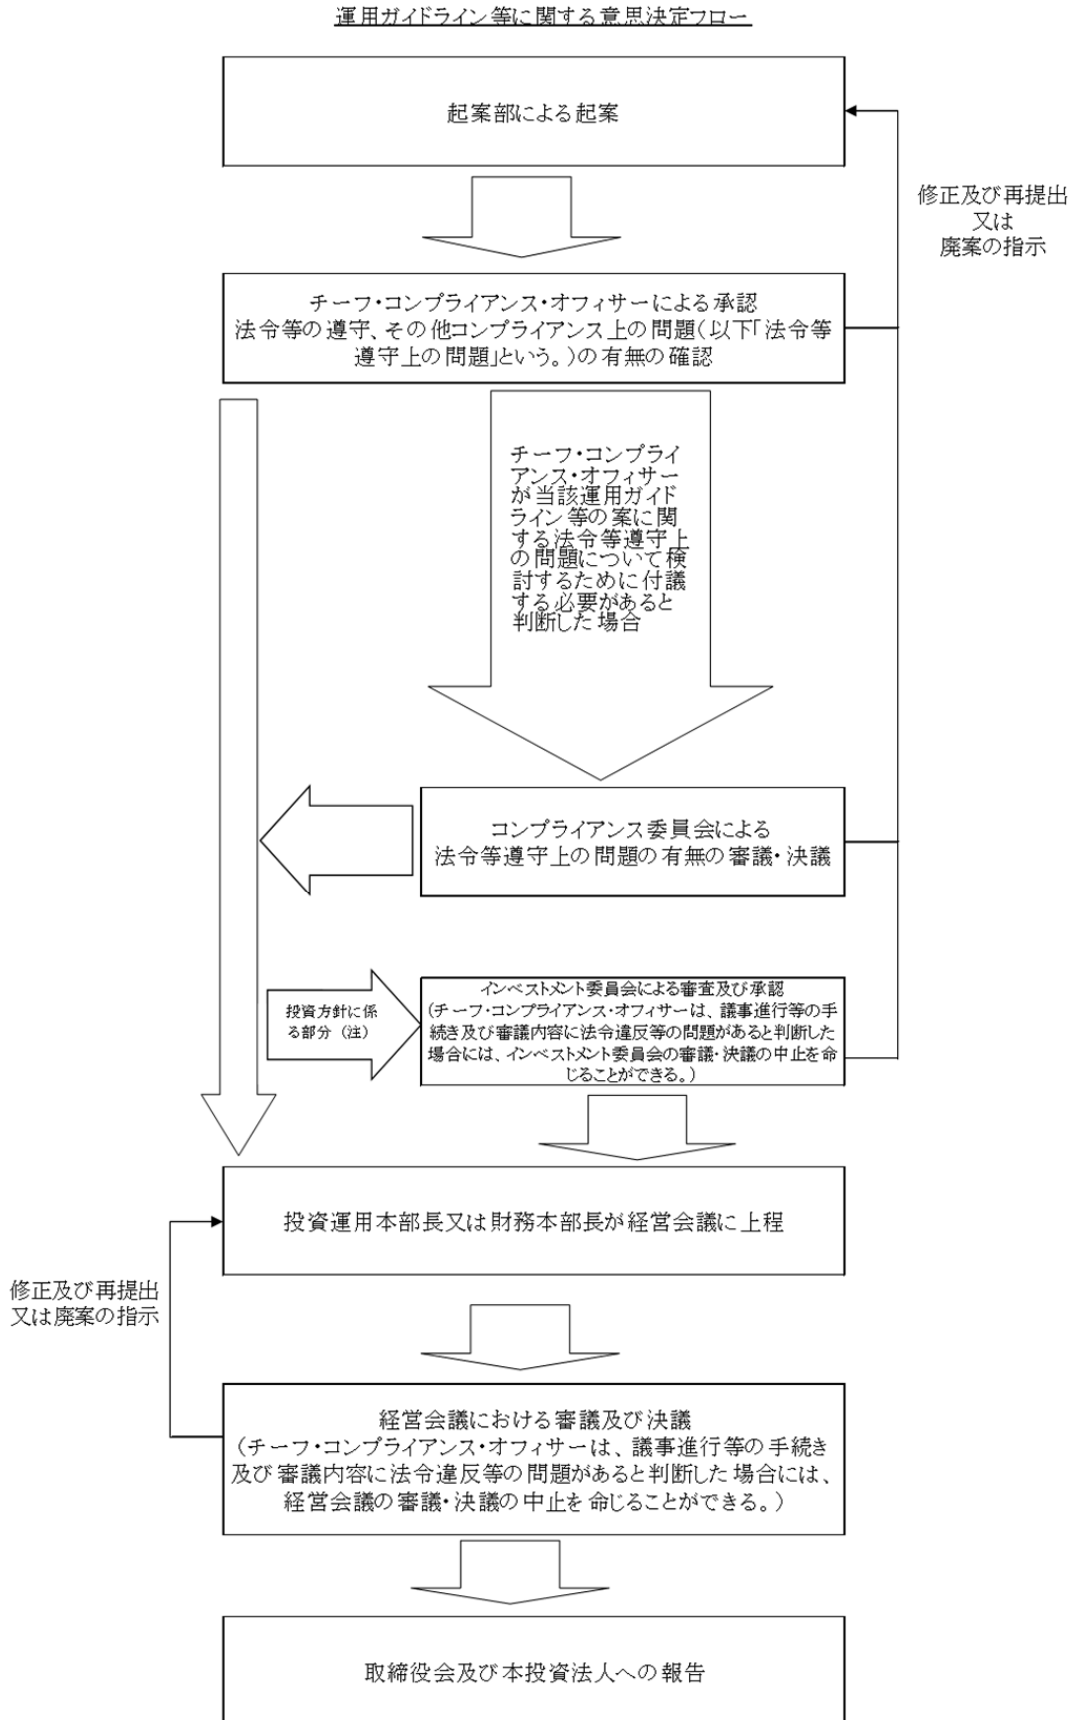 運用ガイドライン等に関する意思決定フロー
起案部による起案
修正及び再提出
又は
廃案の指示
チーフ・コンプライアンス・オフィサーによる承認
法令等の遵守、その他コンプライアンス上の問題(以下「法令等
遵守上の問題」という。)の有無の確認
チーフ・コンプライ
アンス・オフィサー
が当該運用ガイド
ライン等の案に関
する法令等遵守上
の問題について検
討するために付議
する必要があると
判断した場合
コンプライアンス委員会による
法令等遵守上の問題の有無の審議・決議
投資方針に係
る部分（注）
インベストメント委員会による審査及び承認
(チーフ・コンプライアンス・オフィサーは、議事進行等の手
続き及び審議内容に法令違反等の問題があると判断した
場合には、インベストメント委員会の審議・決議の中止を命
じることができる。)
投資運用本部長又は財務本部長が経営会議に上程
修正及び再提出
又は廃案の指示
経営会議における審議及び決議
(チーフ・コンプライアンス・オフィサーは、議事進行等の手続き
及び審議内容に法令違反等の問題があると判断した場合には、
経営会議の審議・決議の中止を命じることができる。)
取締役会及び本投資法人への報告